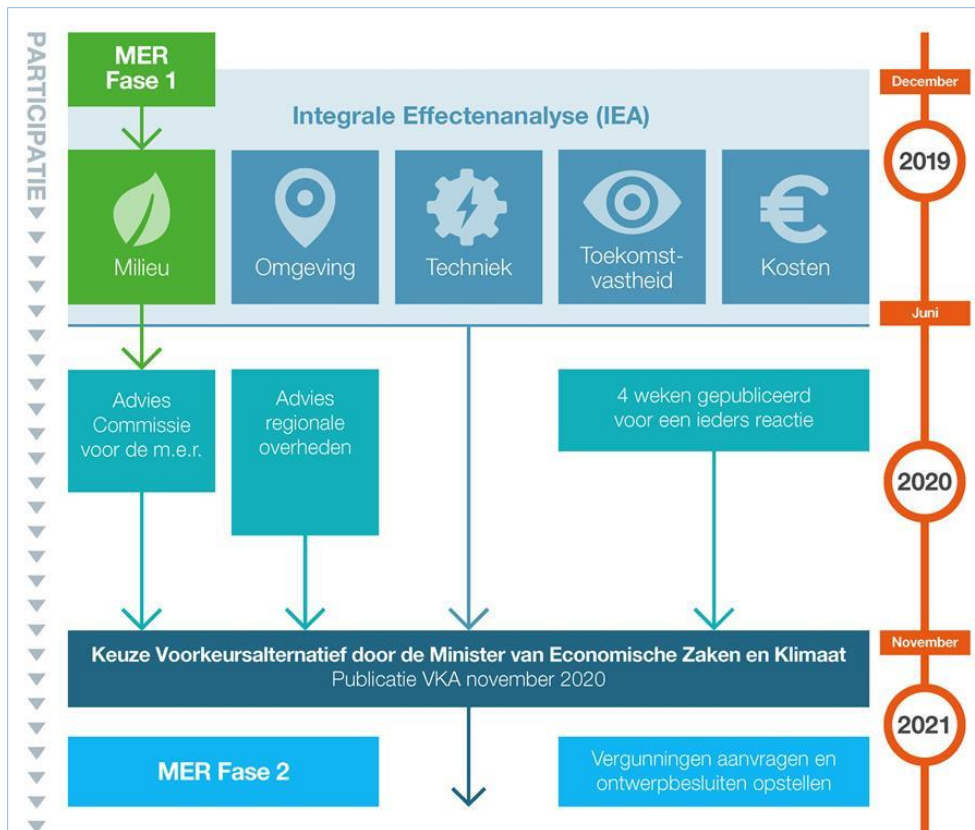 PARTICIPATIE
MER
Fase 1
Integrale Effectenanalyse (IEA)
Milieu
Omgeving
Techniek
Toekomst-
vastheid
Kosten
December
2019
Juni
Advies
Commissie
voor de m.e.r.
Advies
regionale
overheden
4 weken gepubliceerd
voor een ieders reactie
2020
Keuze Voorkeursalternatief door de Minister van Economische Zaken en Klimaat
Publicatie VKA november 2020
November
2021
MER Fase 2
Vergunningen aanvragen en
ontwerpbesluiten opstellen